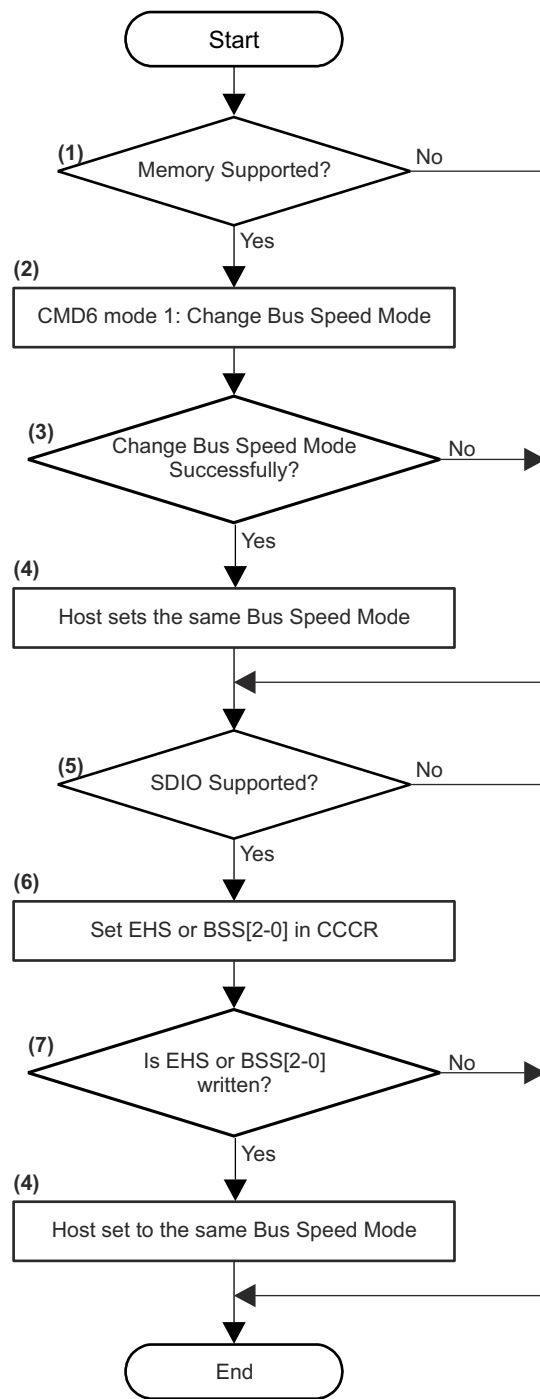 Start
(1)
Memory Supported?
No
Yes
(2)
CMD6 mode 1: Change Bus Speed Mode
(3)
Change Bus Speed Mode
Successfully?
No
Yes
(4)
Host sets the same Bus Speed Mode
(5)
SDIO Supported?
No
Yes
(6)
Set EHS or BSS[2-0] in CCCR
(7)
Is EHS or BSS[2-0]
written?
No
Yes
(4)
Host set to the same Bus Speed Mode
End